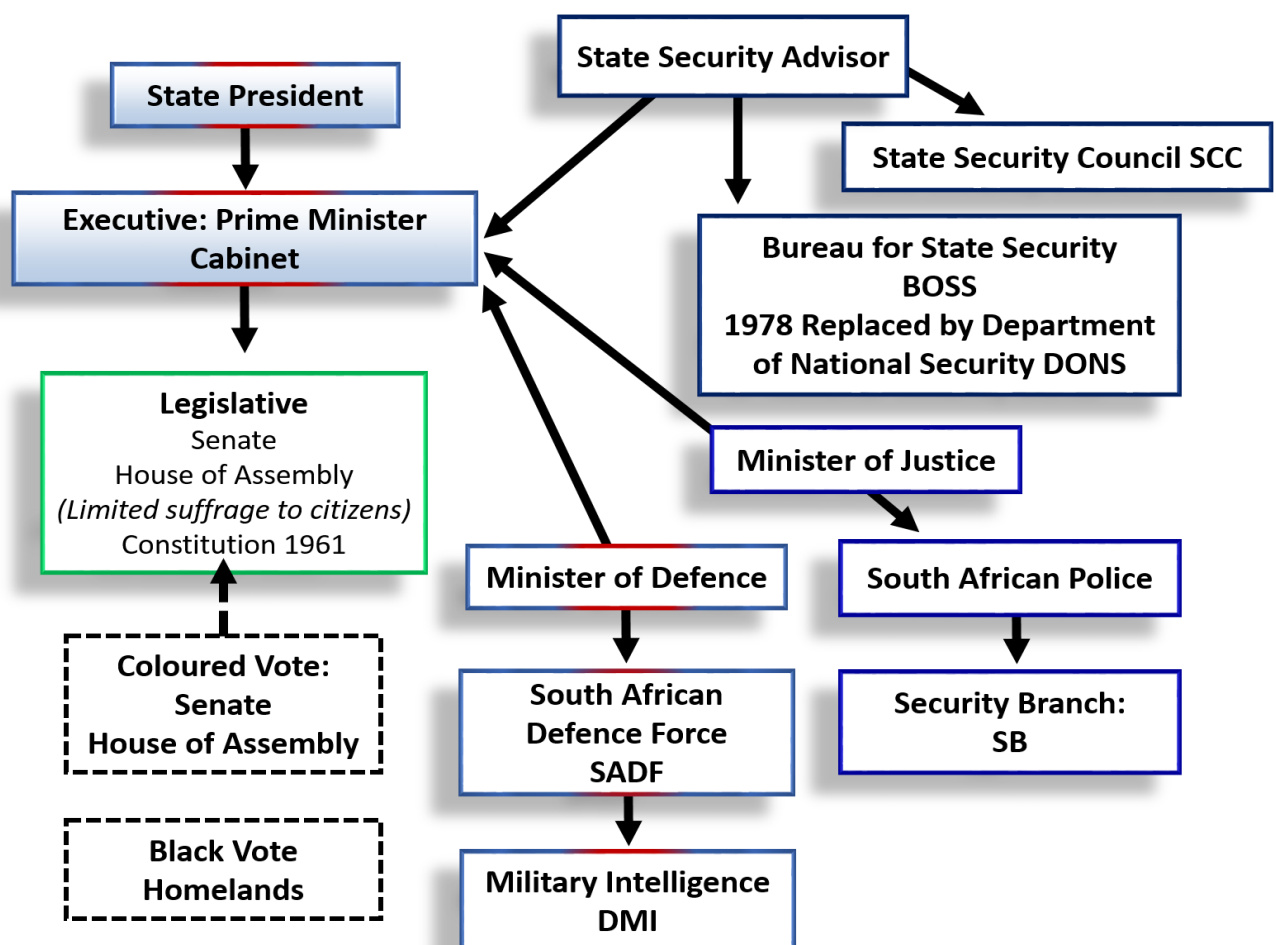 State President
Executive: Prime Minister
Cabinet
Legislative
Senate
House of Assembly
(Limited suffrage to citizens)
Constitution 1961
Coloured Vote:
Senate
House of Assembly
Black Vote
Homelands
State Security Advisor
State Security Council SCC
Bureau for State Security
BOSS
1978 Replaced by Department
of National Security DONS
Minister of Justice
South African Police
Security Branch:
SB
Minister of Defence
South African
Defence Force
SADF
Military Intelligence
DMI